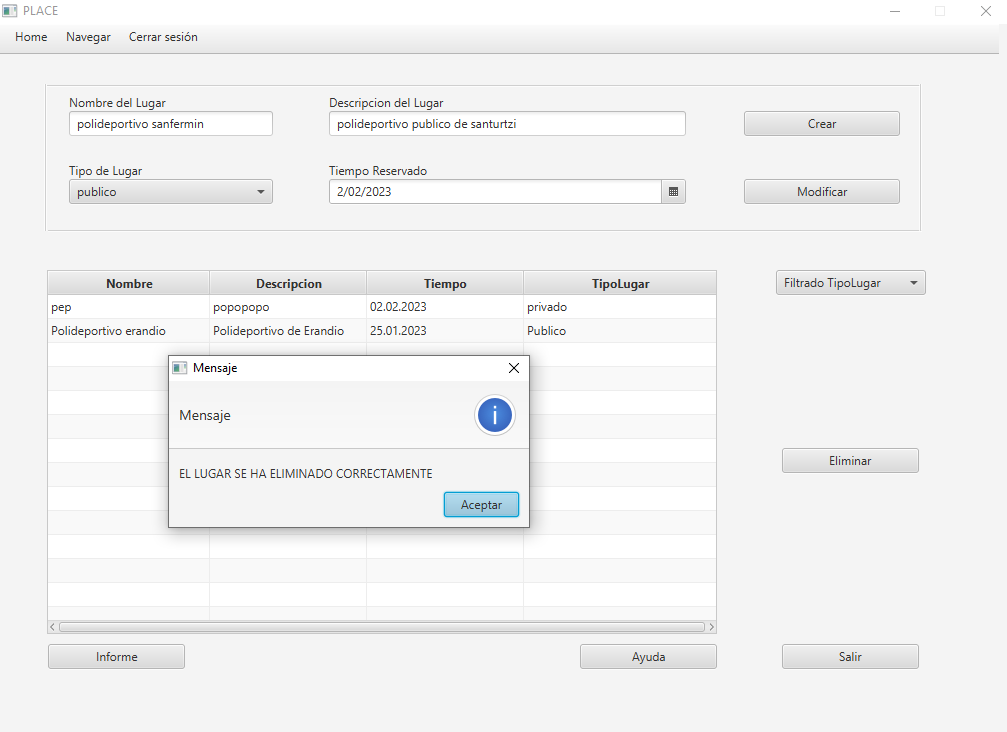 PLACE
Home Navegar Cerrar sesión
Nombre del Lugar Descripcion del Lugar
polideportivo sanfermin polideportivo publico de santurtzi Crear
Tipo de Lugar Tiempo Reservado
publico 2/02/2023 Modificar
Nombre Descripcion Tiempo TipoLugar Filtrado TipoLugar
pep popopopo 02.02.2023 privado
Polideportivo erandio Polideportivo de Erandio 25.01.2023 Publico
Mensaje
Mensaje
i
EL LUGAR SE HA ELIMINADO CORRECTAMENTE
Aceptar
Eliminar
Informe Ayuda Salir